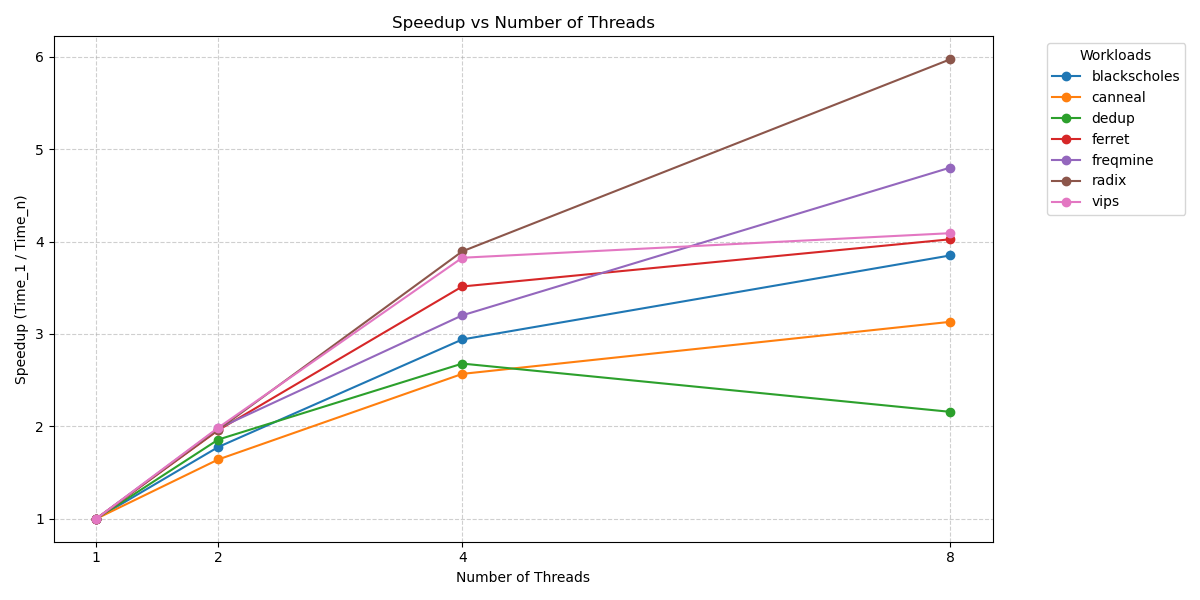 Speedup vs Number of Threads
6
5
4
3
2
1
Speedup (Time_1 / Time_n)
1 2 4 8
Number of Threads
Workloads
blackscholes
canneal
dedup
ferret
freqmine
radix
vips